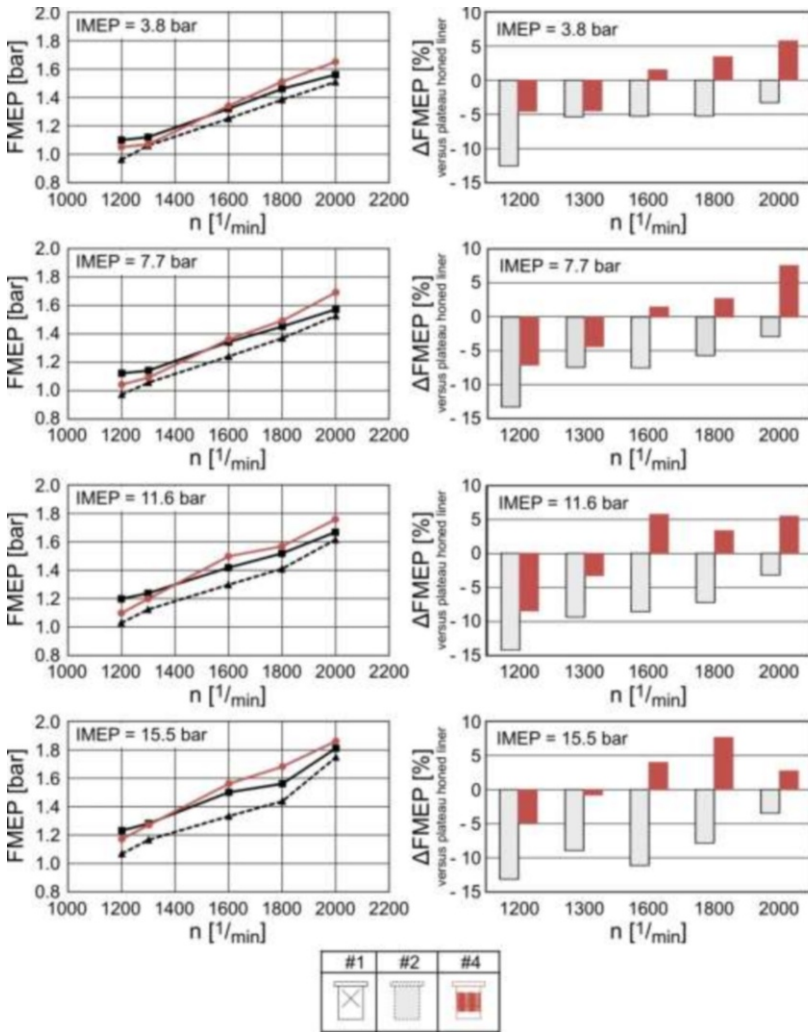 IMEP = 3.8 bar
FMEP [bar]
2.0
1.8
1.6
1.4
1.2
1.0
0.8
1000 1200 1400 1600 1800 2000 2200
n [1/min]
IMEP = 3.8 bar
ΔFMEP [%]
versus plateau honed liner
10
5
0
-5
- 10
- 15
1200 1300 1600 1800 2000
n [1/min]
IMEP = 7.7 bar
FMEP [bar]
2.0
1.8
1.6
1.4
1.2
1.0
0.8
1000 1200 1400 1600 1800 2000 2200
n [1/min]
IMEP = 7.7 bar
ΔFMEP [%]
versus plateau honed liner
10
5
0
-5
- 10
- 15
1200 1300 1600 1800 2000
n [1/min]
IMEP = 11.6 bar
FMEP [bar]
2.0
1.8
1.6
1.4
1.2
1.0
0.8
1000 1200 1400 1600 1800 2000 2200
n [1/min]
IMEP = 11.6 bar
ΔFMEP [%]
versus plateau honed liner
10
5
0
-5
- 10
- 15
1200 1300 1600 1800 2000
n [1/min]
IMEP = 15.5 bar
FMEP [bar]
2.0
1.8
1.6
1.4
1.2
1.0
0.8
1000 1200 1400 1600 1800 2000 2200
n [1/min]
IMEP = 15.5 bar
ΔFMEP [%]
versus plateau honed liner
10
5
0
-5
- 10
- 15
1200 1300 1600 1800 2000
n [1/min]
#1 #2 #4